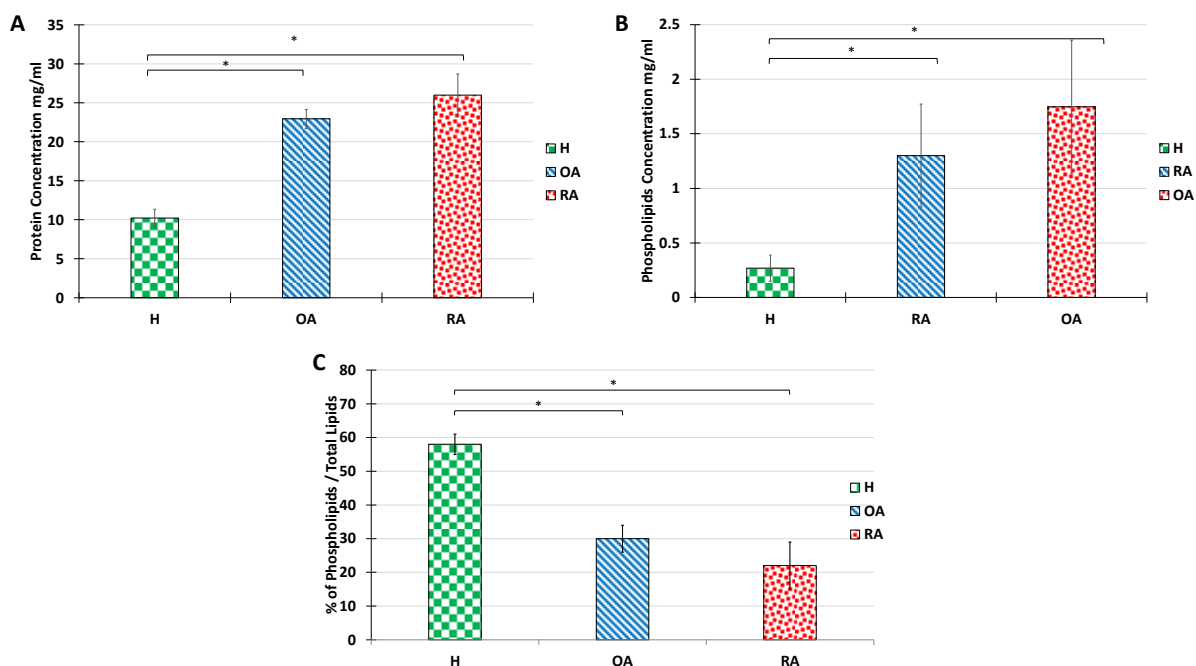 A
Protein Concentration mg/ml
35
30
25
20
15
10
5
0
*
*
H
OA
RA
H
OA
RA
B
Phospholipids Concentration mg/ml
2.5
2
1.5
1
0.5
0
*
*
H
RA
OA
H
RA
OA
C
% of Phospholipids / Total Lipids
80
70
60
50
40
30
20
10
0
*
*
H
OA
RA
H
OA
RA